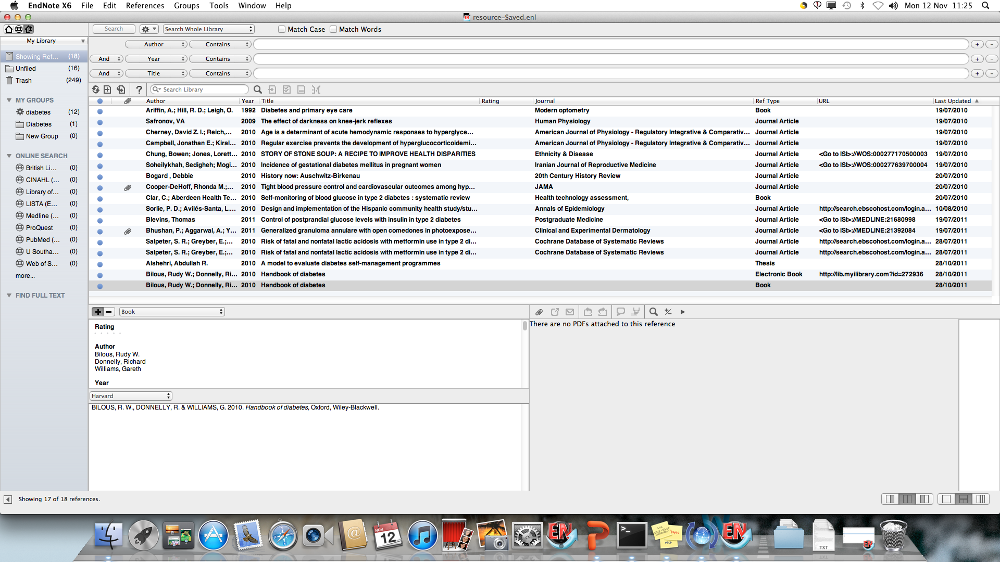 EndNote X6 File Edit References Groups Tools Window Help Mon 12 Nov 11:25
resource-Saved.enl
Search Search Whole Library Match Case Match Words
My Library
Author Contains
And Year Contains
And Title Contains
Showing Ref... (18)
Unfiled (16)
Trash (249)
MY GROUPS
diabetes (12)
Diabetes (1)
New Group (0)
ONLINE SEARCH
British Li... (0)
CINAHL (... (0)
Library of... (0)
LISTA (E... (0)
Medline (... (0)
ProQuest (0)
PubMed (... (0)
U Southa... (0)
Web of S... (0)
more...
FIND FULL TEXT
? Search Library
Author Year Title Rating Journal Ref Type URL Last Updated
Ariffin, A.; Hill, R. D.; Leigh, O. 1992 Diabetes and primary eye care Modern optometry Book 19/07/2010
Safronov, VA 2009 The effect of darkness on knee-jerk reflexes Human Physiology Journal Article 19/07/2010
Cherney, David Z. I.; Reich,... 2010 Age is a determinant of acute hemodynamic responses to hyperglyce... American Journal of Physiology - Regulatory Integrative & Comparativ... Journal Article 19/07/2010
Campbell, Jonathan E.; Kiral... 2010 Regular exercise prevents the development of hyperglucocorticoidemi... American Journal of Physiology - Regulatory Integrative & Comparativ... Journal Article 19/07/2010
Chung, Bowen; Jones, Lorett... 2010 STORY OF STONE SOUP: A RECIPE TO IMPROVE HEALTH DISPARITIES Ethnicity & Disease Journal Article <Go to ISI>://WOS:000277170500003 19/07/2010
Soheilykhah, Sedigheh; Mogi... 2010 Incidence of gestational diabetes mellitus in pregnant women Iranian Journal of Reproductive Medicine Journal Article <Go to ISI>://WOS:000277639700004 19/07/2010
Bogard , Debbie 2010 History now: Auschwitz-Birkenau 20th Century History Review Journal Article 20/07/2010
Cooper-DeHoff, Rhonda M.;... 2010 Tight blood pressure control and cardiovascular outcomes among hyp... JAMA Journal Article 20/07/2010
Clar, C.; Aberdeen Health Te... 2010 Self-monitoring of blood glucose in type 2 diabetes : systematic review Health technology assessment, Book 20/07/2010
Sorlie, P. D.; Avilés-Santa, L.... 2010 Design and implementation of the Hispanic community health study/stu... Annals of Epidemiology Journal Article http://search.ebscohost.com/login.a... 10/08/2010
Blevins, Thomas 2011 Control of postprandial glucose levels with insulin in type 2 diabetes Postgraduate Medicine Journal Article <Go to ISI>://MEDLINE:21680998 19/07/2011
Bhushan, P.; Aggarwal, A.; Y... 2011 Generalized granuloma annulare with open comedones in photoexpose... Clinical and Experimental Dermatology Journal Article <Go to ISI>://MEDLINE:21392084 19/07/2011
Salpeter, S. R.; Greyber, E.;... 2010 Risk of fatal and nonfatal lactic acidosis with metformin use in type 2 di... Cochrane Database of Systematic Reviews Journal Article http://search.ebscohost.com/login.a... 28/07/2011
Salpeter, S. R.; Greyber, E.;... 2010 Risk of fatal and nonfatal lactic acidosis with metformin use in type 2 di... Cochrane Database of Systematic Reviews Journal Article http://search.ebscohost.com/login.a... 28/07/2011
Alshehri, Abdullah R. 2010 A model to evaluate diabetes self-management programmes Thesis 28/10/2011
Bilous, Rudy W.; Donnelly, Ri... 2010 Handbook of diabetes Electronic Book http://lib.myilibrary.com?id=272936 28/10/2011
Bilous, Rudy W.; Donnelly, Ri... 2010 Handbook of diabetes Book 28/10/2011
Book
Rating
Author
Bilous, Rudy W.
Donnelly, Richard
Williams, Gareth
Year
There are no PDFs attached to this reference
Harvard
BILOUS, R. W., DONNELLY, R. & WILLIAMS, G. 2010. Handbook of diabetes, Oxford, Wiley-Blackwell.
Showing 17 of 18 references.
NOV
12
EN
EN
TXT
EN